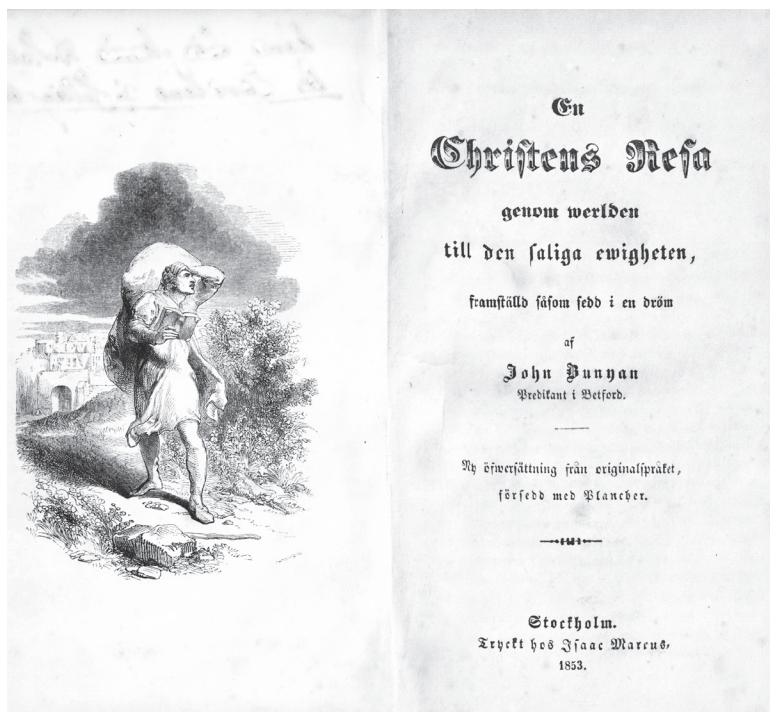 En
Christens Resa
genom werlden
till den saliga ewigheten,
framställd såsom sedd i en dröm
af
John Bunyan
Predikant i Betford.
Ny öfwersättning från originalspråket,
försedd med Plancher.
Stockholm.
Tryckt hos Isaac Marcus,
1853.